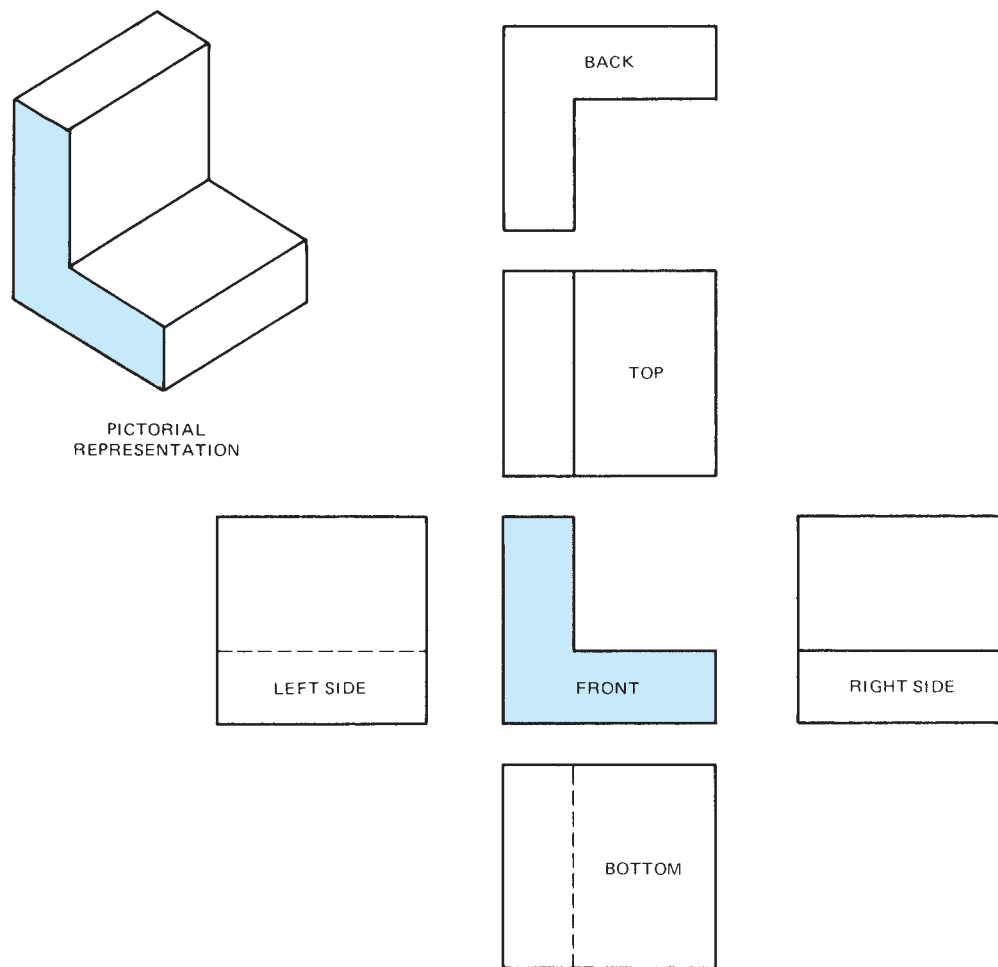 BACK
TOP
PICTORIAL
REPRESENTATION
LEFT SIDE
FRONT
RIGHT SIDE
BOTTOM